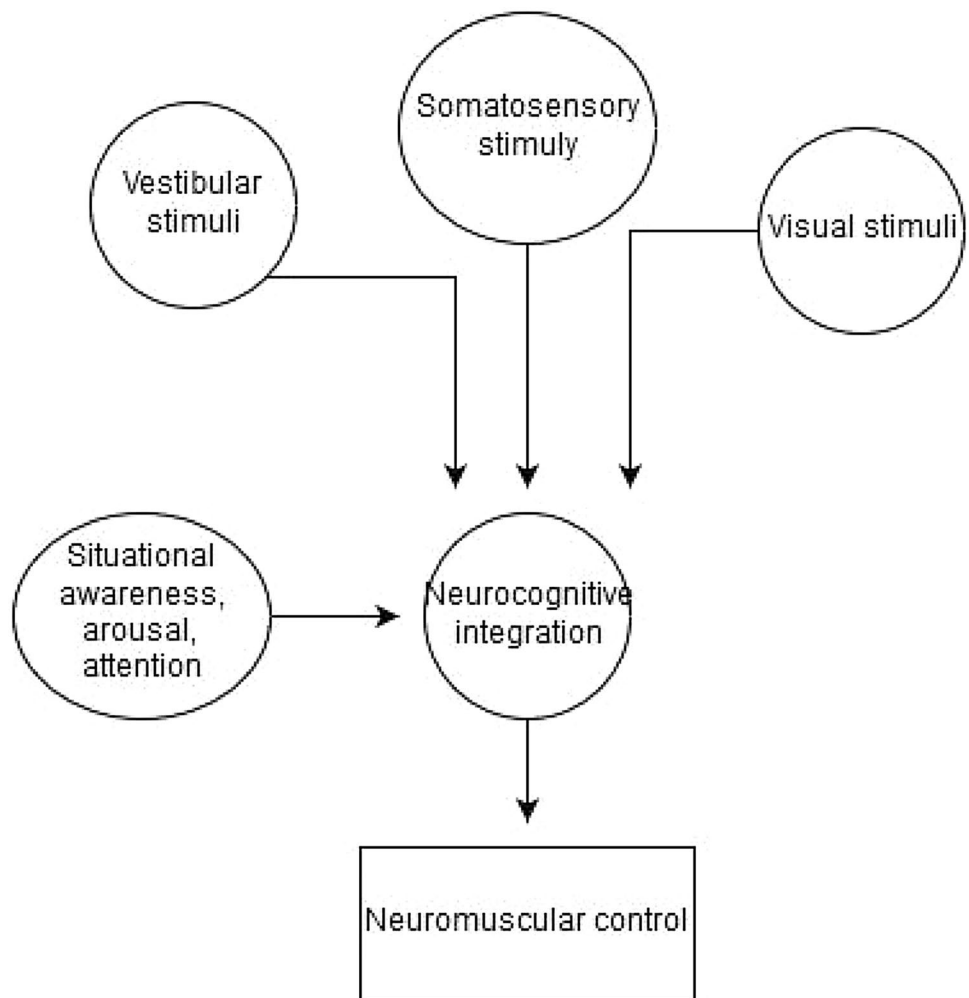 Somatosensory
stimuly
Vestibular
stimuli
Visual stimuli
Situational
awareness,
arousal,
attention
Neurocognitive
integration
Neuromuscular control